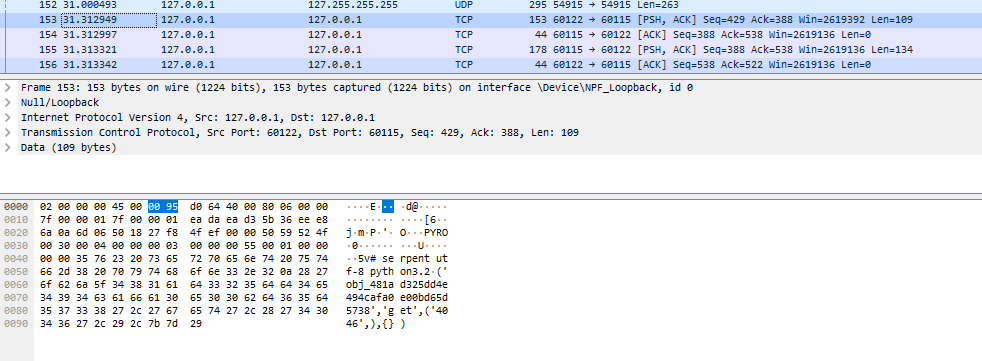 152 31.000493 127.0.0.1 127.255.255.255 UDP 295 54915 → 54915 Len=263
153 31.312949 127.0.0.1 127.0.0.1 TCP 153 60122 → 60115 [PSH, ACK] Seq=429 Ack=388 Win=2619392 Len=109
154 31.312997 127.0.0.1 127.0.0.1 TCP 44 60115 → 60122 [ACK] Seq=388 Ack=538 Win=2619136 Len=0
155 31.313321 127.0.0.1 127.0.0.1 TCP 178 60115 → 60122 [PSH, ACK] Seq=388 Ack=538 Win=2619136 Len=134
156 31.313342 127.0.0.1 127.0.0.1 TCP 44 60122 → 60115 [ACK] Seq=538 Ack=522 Win=2619136 Len=0
Frame 153: 153 bytes on wire (1224 bits), 153 bytes captured (1224 bits) on interface \Device\NPF_Loopback, id 0
Null/Loopback
Internet Protocol Version 4, Src: 127.0.0.1, Dst: 127.0.0.1
Transmission Control Protocol, Src Port: 60122, Dst Port: 60115, Seq: 429, Ack: 388, Len: 109
Data (109 bytes)
0000 02 00 00 00 45 00 00 95 d0 64 40 00 80 06 00 00 ····E··· ·d@·····
0010 7f 00 00 01 7f 00 00 01 ea da ea d3 5b 36 ee e8 ········ ····[6··
0020 6a 0a 6d 06 50 18 27 f8 4f ef 00 00 50 59 52 4f j·m·P·'· O···PYRO
0030 00 30 00 04 00 00 00 03 00 00 00 55 00 01 00 00 ·0······ ···U····
0040 00 00 35 76 23 20 73 65 72 70 65 6e 74 20 75 74 ··5v# se rpent ut
0050 66 2d 38 20 70 79 74 68 6f 6e 33 2e 32 0a 28 27 f-8 pyth on3.2·('
0060 6f 62 6a 5f 34 38 31 61 64 33 32 35 64 64 34 65 obj_481a d325dd4e
0070 34 39 34 63 61 66 61 30 65 30 30 62 64 36 35 64 494cafa0 e00bd65d
0080 35 37 33 38 27 2c 27 67 65 74 27 2c 28 27 34 30 5738','g et',('40
0090 34 36 27 2c 29 2c 7b 7d 29 46',),{} )